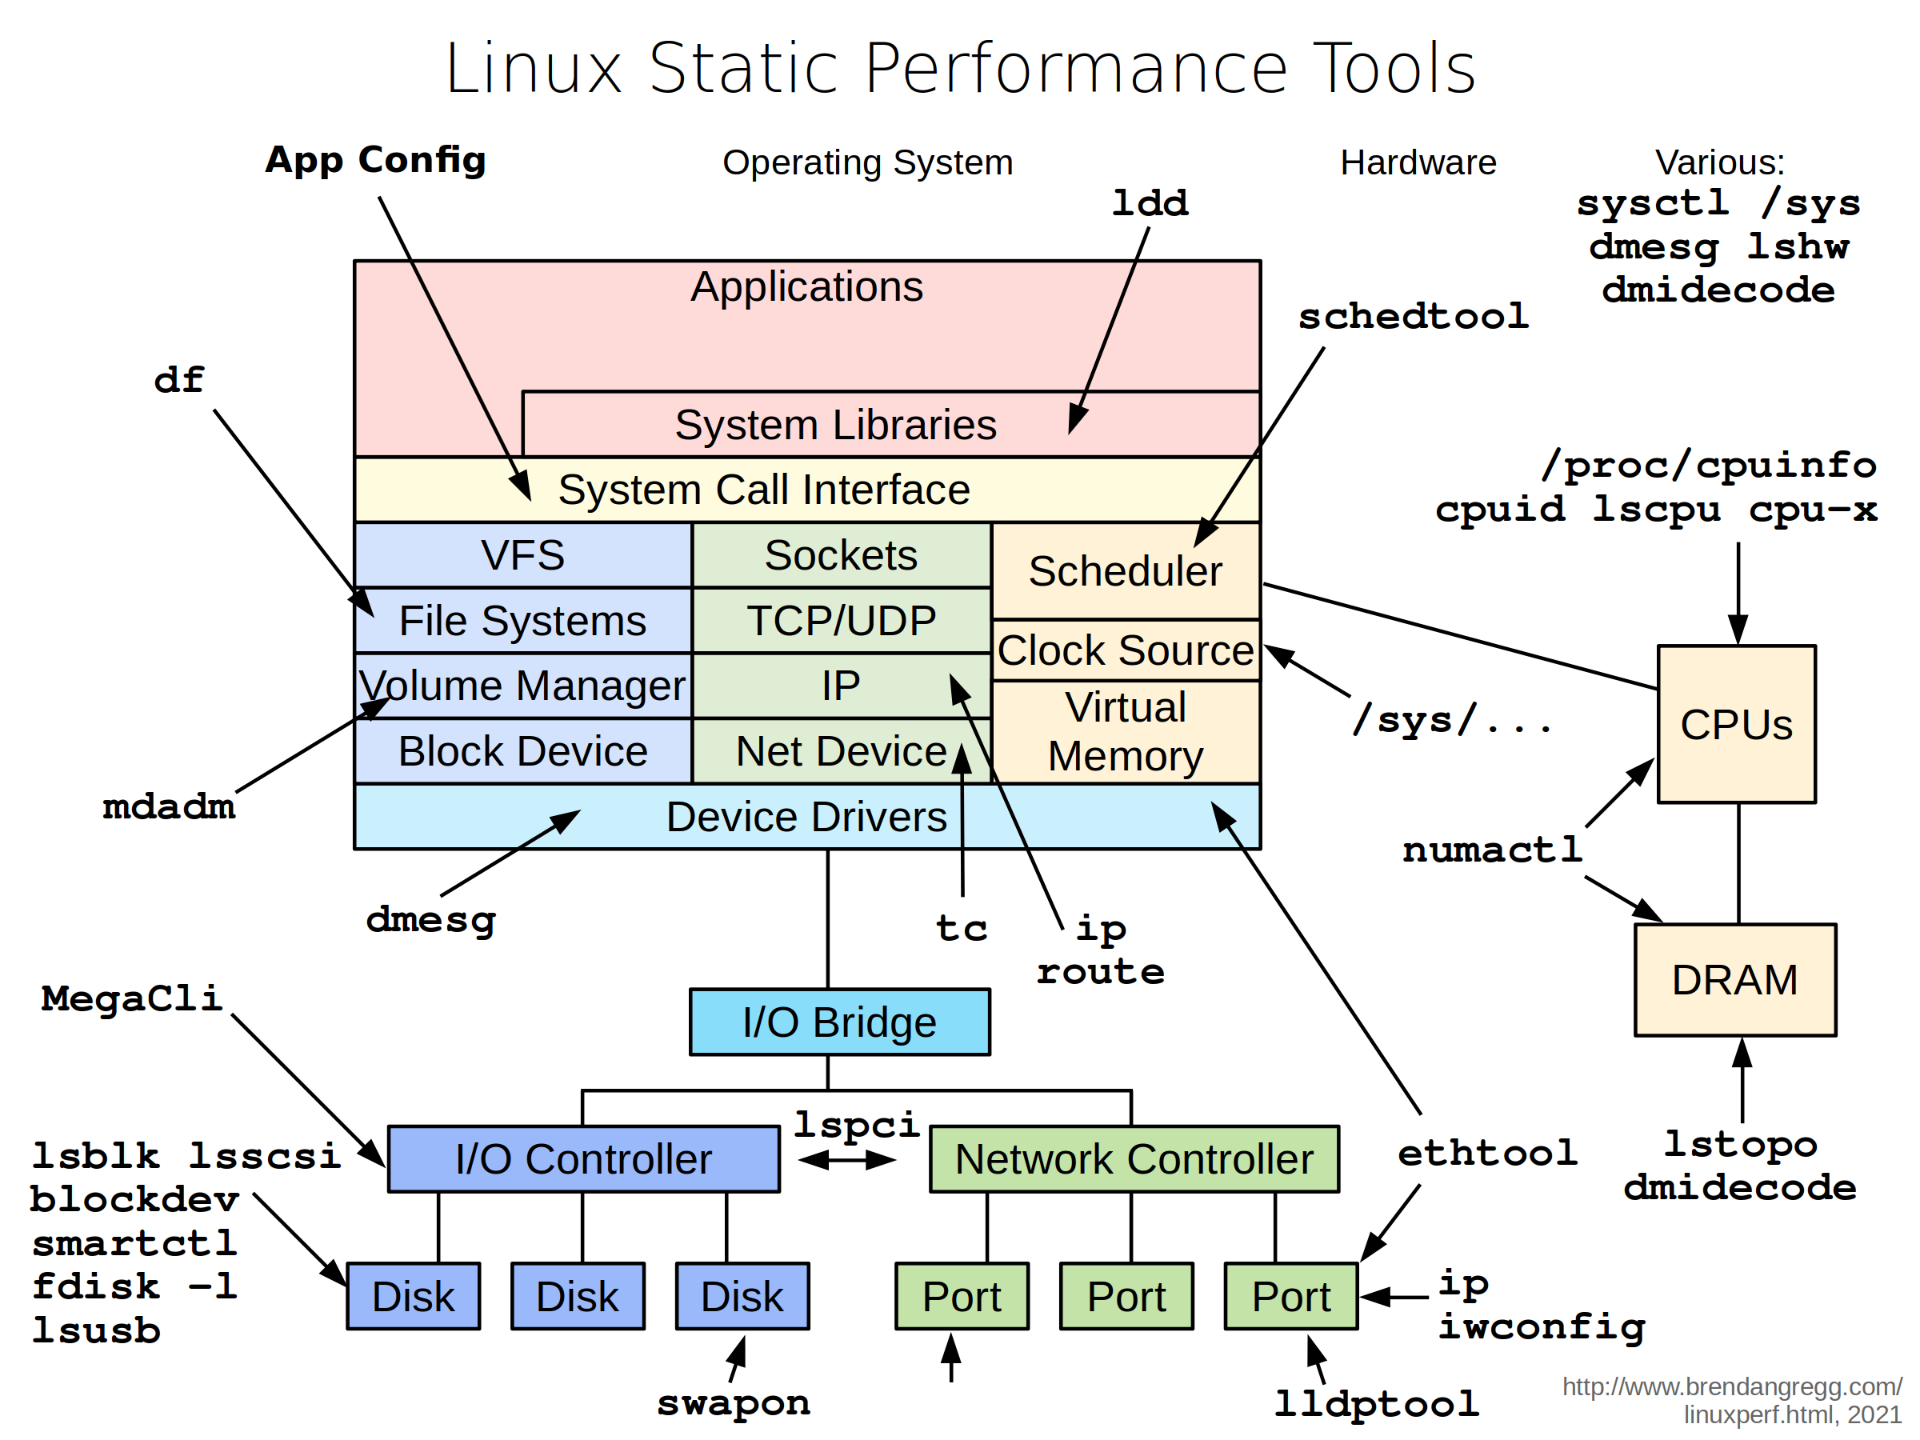 Linux Static Performance Tools
App Config
Operating System
Hardware
Various:
sysctl /sys
dmesg lshw
dmidecode
ldd
Applications
schedtool
df
System Libraries
/proc/cpuinfo
cpuid lscpu cpu-x
System Call Interface
VFS
Sockets
Scheduler
File Systems
TCP/UDP
Clock Source
Volume Manager
IP
Virtual
Memory
/sys/...
CPUs
Block Device
Net Device
mdadm
Device Drivers
numactl
dmesg
tc
ip
route
DRAM
MegaCli
I/O Bridge
lspci
lsblk lsscsi
blockdev
smartctl
fdisk -l
lsusb
I/O Controller
Network Controller
ethtool
lstopo
dmidecode
Disk
Disk
Disk
Port
Port
Port
ip
iwconfig
swapon
lldptool
http://www.brendangregg.com/
linuxperf.html, 2021